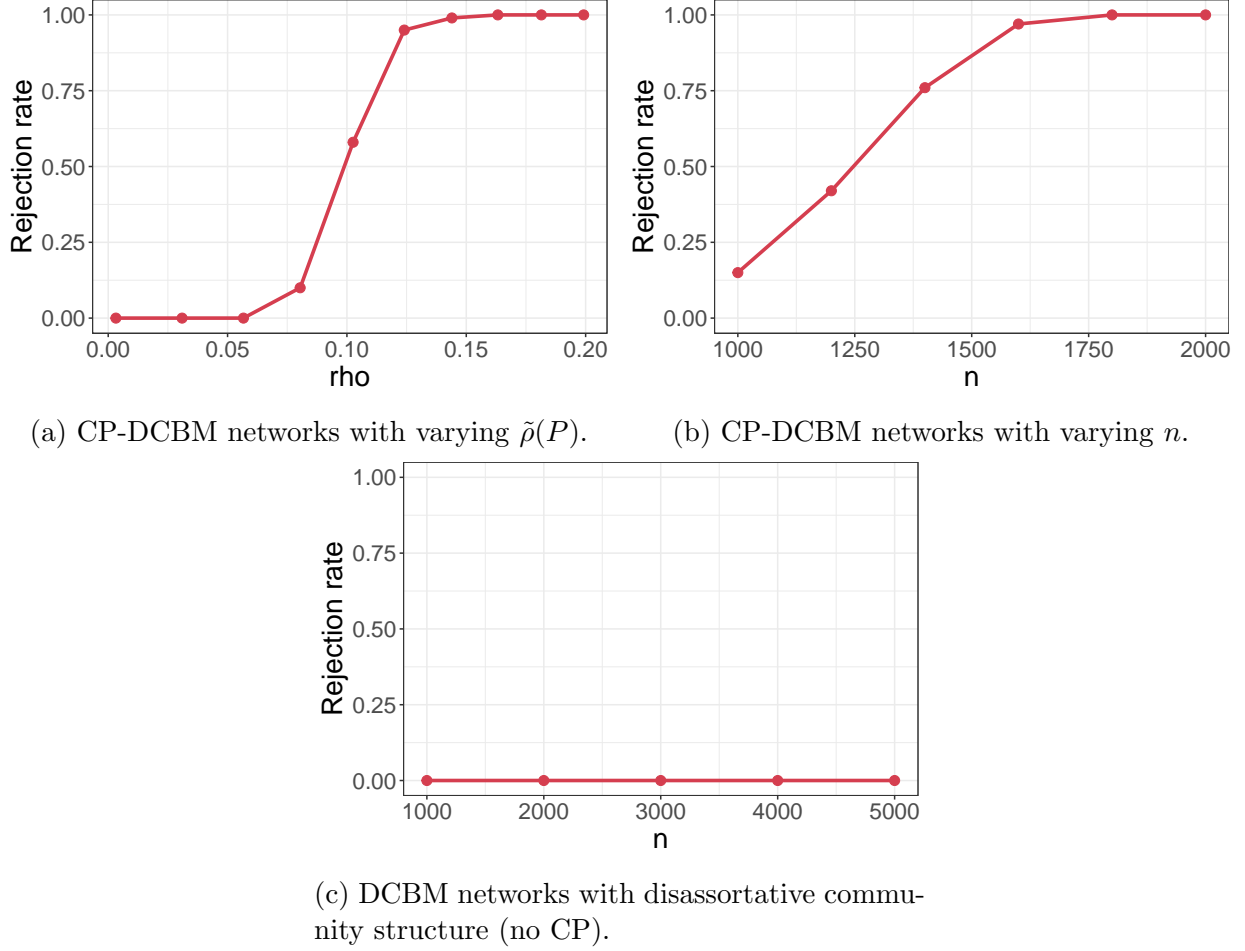 1.00
0.75
0.50
0.25
0.00
Rejection rate
0.00 0.05 0.10 0.15 0.20
rho
(a) CP-DCBM networks with varying ρ̃(P).
1.00
0.75
0.50
0.25
0.00
Rejection rate
1000 1250 1500 1750 2000
n
(b) CP-DCBM networks with varying n.
1.00
0.75
0.50
0.25
0.00
Rejection rate
1000 2000 3000 4000 5000
n
(c) DCBM networks with disassortative commu-
nity structure (no CP).